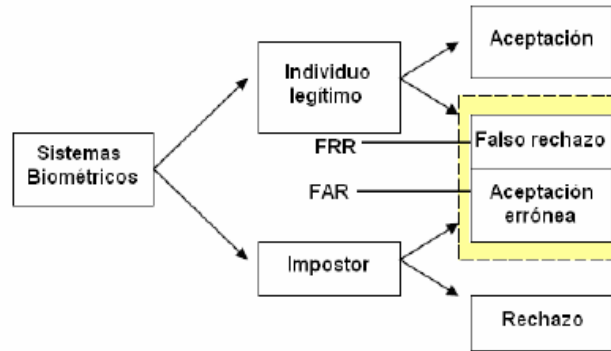 Aceptación
Individuo
legítimo
FRR
Falso rechazo
Sistemas
Biométricos
FAR
Aceptación
errónea
Impostor
Rechazo